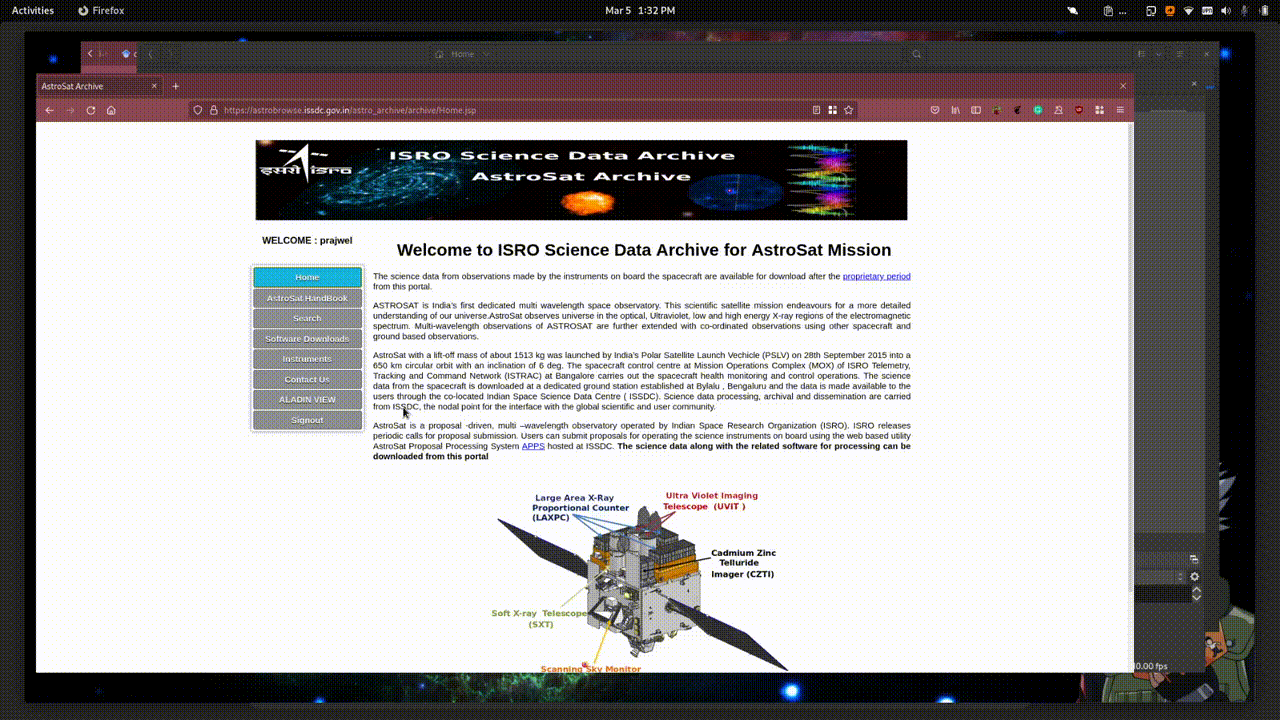 Activities
Firefox
Mar 5 1:32 PM
...
Home
AstroSat Archive
https://astrobrowse.issdc.gov.in/astro_archive/archive/Home.jsp
इसरो isro
ISRO Science Data Archive
AstroSat Archive
WELCOME : prajwel
Home
AstroSat HandBook
Search
Software Downloads
Instruments
Contact Us
ALADIN VIEW
Signout
Welcome to ISRO Science Data Archive for AstroSat Mission
The science data from observations made by the instruments on board the spacecraft are available for download after the proprietary period
from this portal.
ASTROSAT is India's first dedicated multi wavelength space observatory. This scientific satellite mission endeavours for a more detailed
understanding of our universe.AstroSat observes universe in the optical, Ultraviolet, low and high energy X-ray regions of the electromagnetic
spectrum. Multi-wavelength observations of ASTROSAT are further extended with co-ordinated observations using other spacecraft and
ground based observations.
AstroSat with a lift-off mass of about 1513 kg was launched by India's Polar Satellite Launch Vechicle (PSLV) on 28th September 2015 into a
650 km circular orbit with an inclination of 6 deg. The spacecraft control centre at Mission Operations Complex (MOX) of ISRO Telemetry,
Tracking and Command Network (ISTRAC) at Bangalore carries out the spacecraft health monitoring and control operations. The science
data from the spacecraft is downloaded at a dedicated ground station established at Bylalu , Bengaluru and the data is made available to the
users through the co-located Indian Space Science Data Centre ( ISSDC). Science data processing, archival and dissemination are carried
from ISSDC, the nodal point for the interface with the global scientific and user community.
AstroSat is a proposal -driven, multi –wavelength observatory operated by Indian Space Research Organization (ISRO). ISRO releases
periodic calls for proposal submission. Users can submit proposals for operating the science instruments on board using the web based utility
AstroSat Proposal Processing System APPS hosted at ISSDC. The science data along with the related software for processing can be
downloaded from this portal
Large Area X-Ray
Proportional Counter
(LAXPC)
Ultra Violet Imaging
Telescope (UVIT )
Cadmium Zinc
Telluride
Imager (CZTI)
Soft X-ray Telescope
(SXT)
Scanning Sky Monitor
0.00 fps